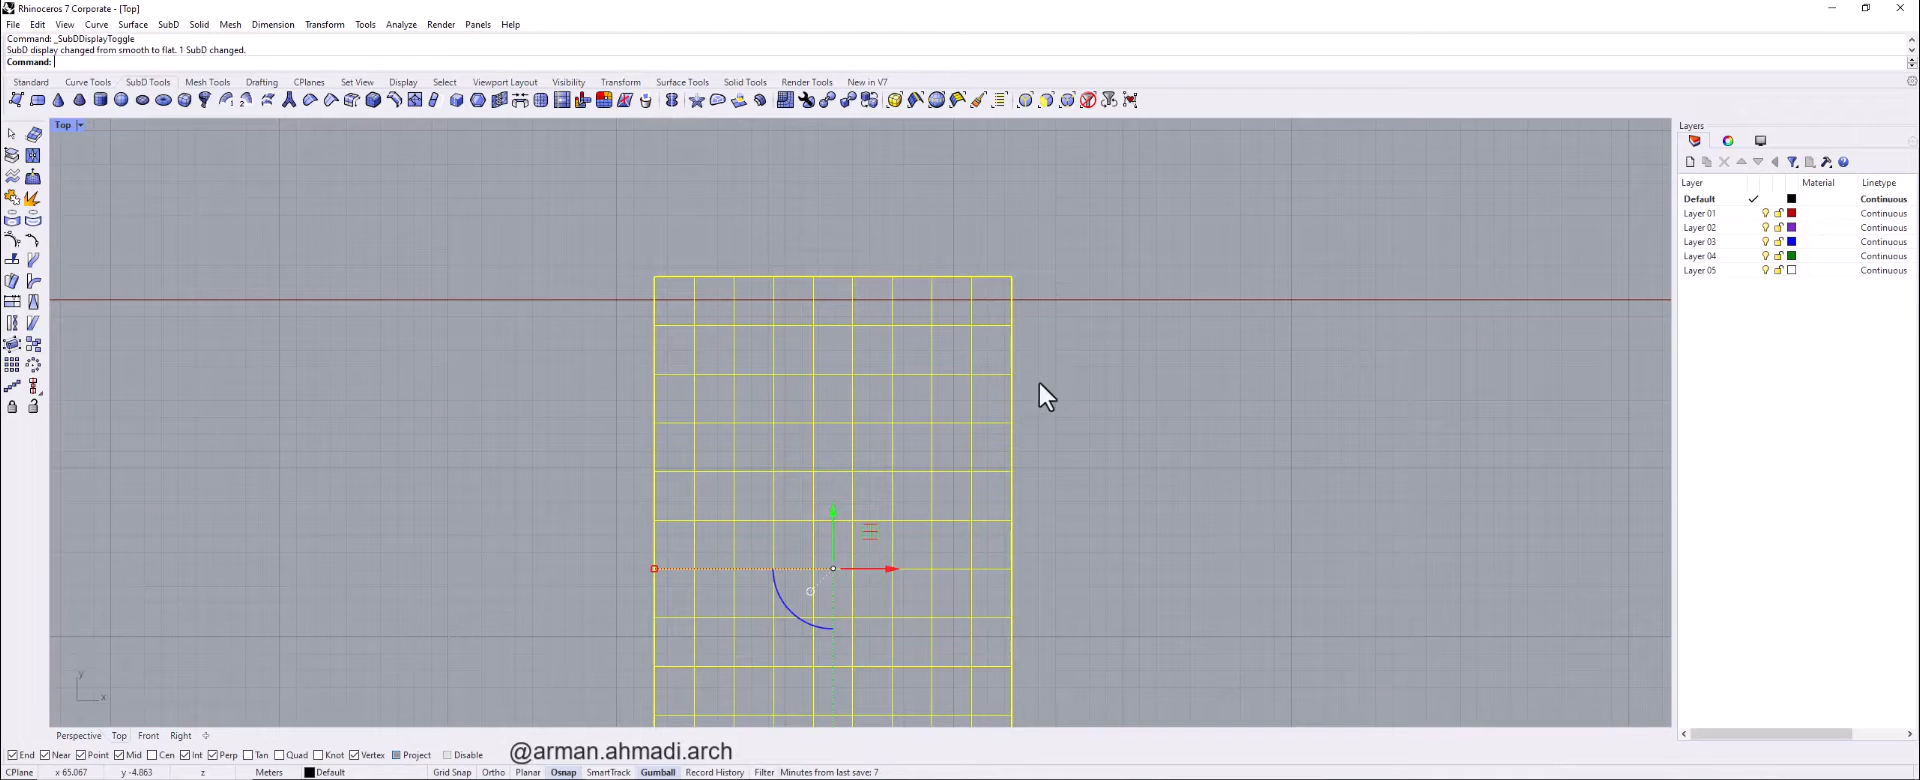 Rhinoceros 7 Corporate - [Top]
File Edit View Curve Surface SubD Solid Mesh Dimension Transform Tools Analyze Render Panels Help
Command: _SubDDisplayToggle
SubD display changed from smooth to flat. 1 SubD changed.
Command:
Standard Curve Tools SubD Tools Mesh Tools Drafting CPlanes Set View Display Select Viewport Layout Visibility Transform Surface Tools Solid Tools Render Tools New in V7
Top
Layers
Layer Material Linetype
Default Continuous
Layer 01 Continuous
Layer 02 Continuous
Layer 03 Continuous
Layer 04 Continuous
Layer 05 Continuous
y
x
Perspective Top Front Right
End Near Point Mid Cen Int Perp Tan Quad Knot Vertex Project Disable
@arman.ahmadi.arch
CPlane x 65.067 y -4.863 z Meters Default Grid Snap Ortho Planar Osnap SmartTrack Gumball Record History Filter Minutes from last save: 7